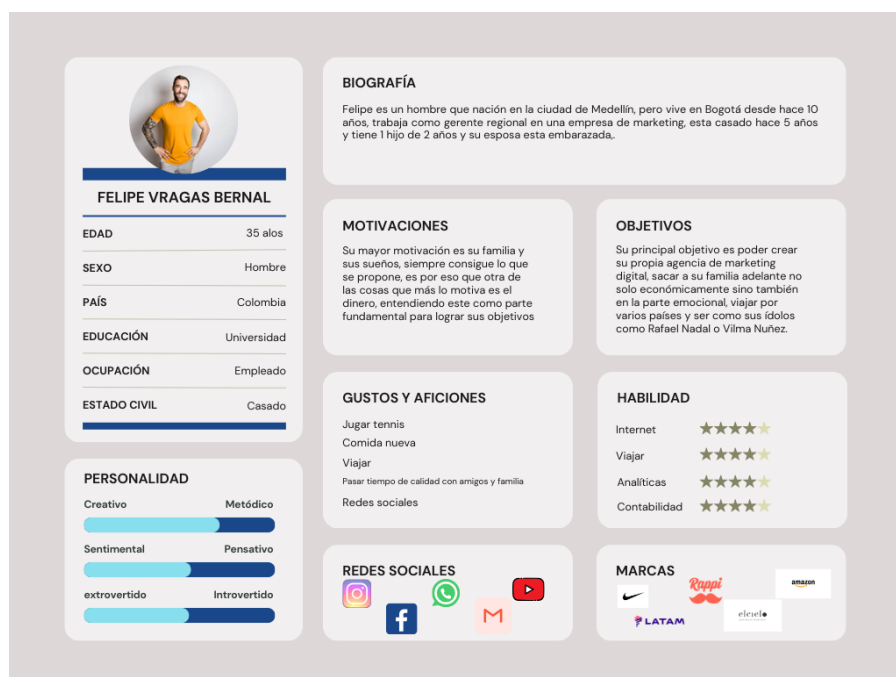 FELIPE VRAGAS BERNAL
EDAD 35 alos
SEXO Hombre
PAÍS Colombia
EDUCACIÓN Universidad
OCUPACIÓN Empleado
ESTADO CIVIL Casado
PERSONALIDAD
Creativo Metódico
Sentimental Pensativo
extrovertido Introvertido
BIOGRAFÍA
Felipe es un hombre que nación en la ciudad de Medellín, pero vive en Bogotá desde hace 10
años, trabaja como gerente regional en una empresa de marketing, esta casado hace 5 años
y tiene 1 hijo de 2 años y su esposa esta embarazada,.
MOTIVACIONES
Su mayor motivación es su familia y
sus sueños, siempre consigue lo que
se propone, es por eso que otra de
las cosas que más lo motiva es el
dinero, entendiendo este como parte
fundamental para lograr sus objetivos
OBJETIVOS
Su principal objetivo es poder crear
su propia agencia de marketing
digital, sacar a su familia adelante no
solo económicamente sino también
en la parte emocional, viajar por
varios países y ser como sus ídolos
como Rafael Nadal o Vilma Nuñez.
GUSTOS Y AFICIONES
Jugar tennis
Comida nueva
Viajar
Pasar tiempo de calidad con amigos y familia
Redes sociales
HABILIDAD
Internet
Viajar
Analíticas
Contabilidad
REDES SOCIALES
MARCAS
Rappi
amazon
elcielo
LATAM